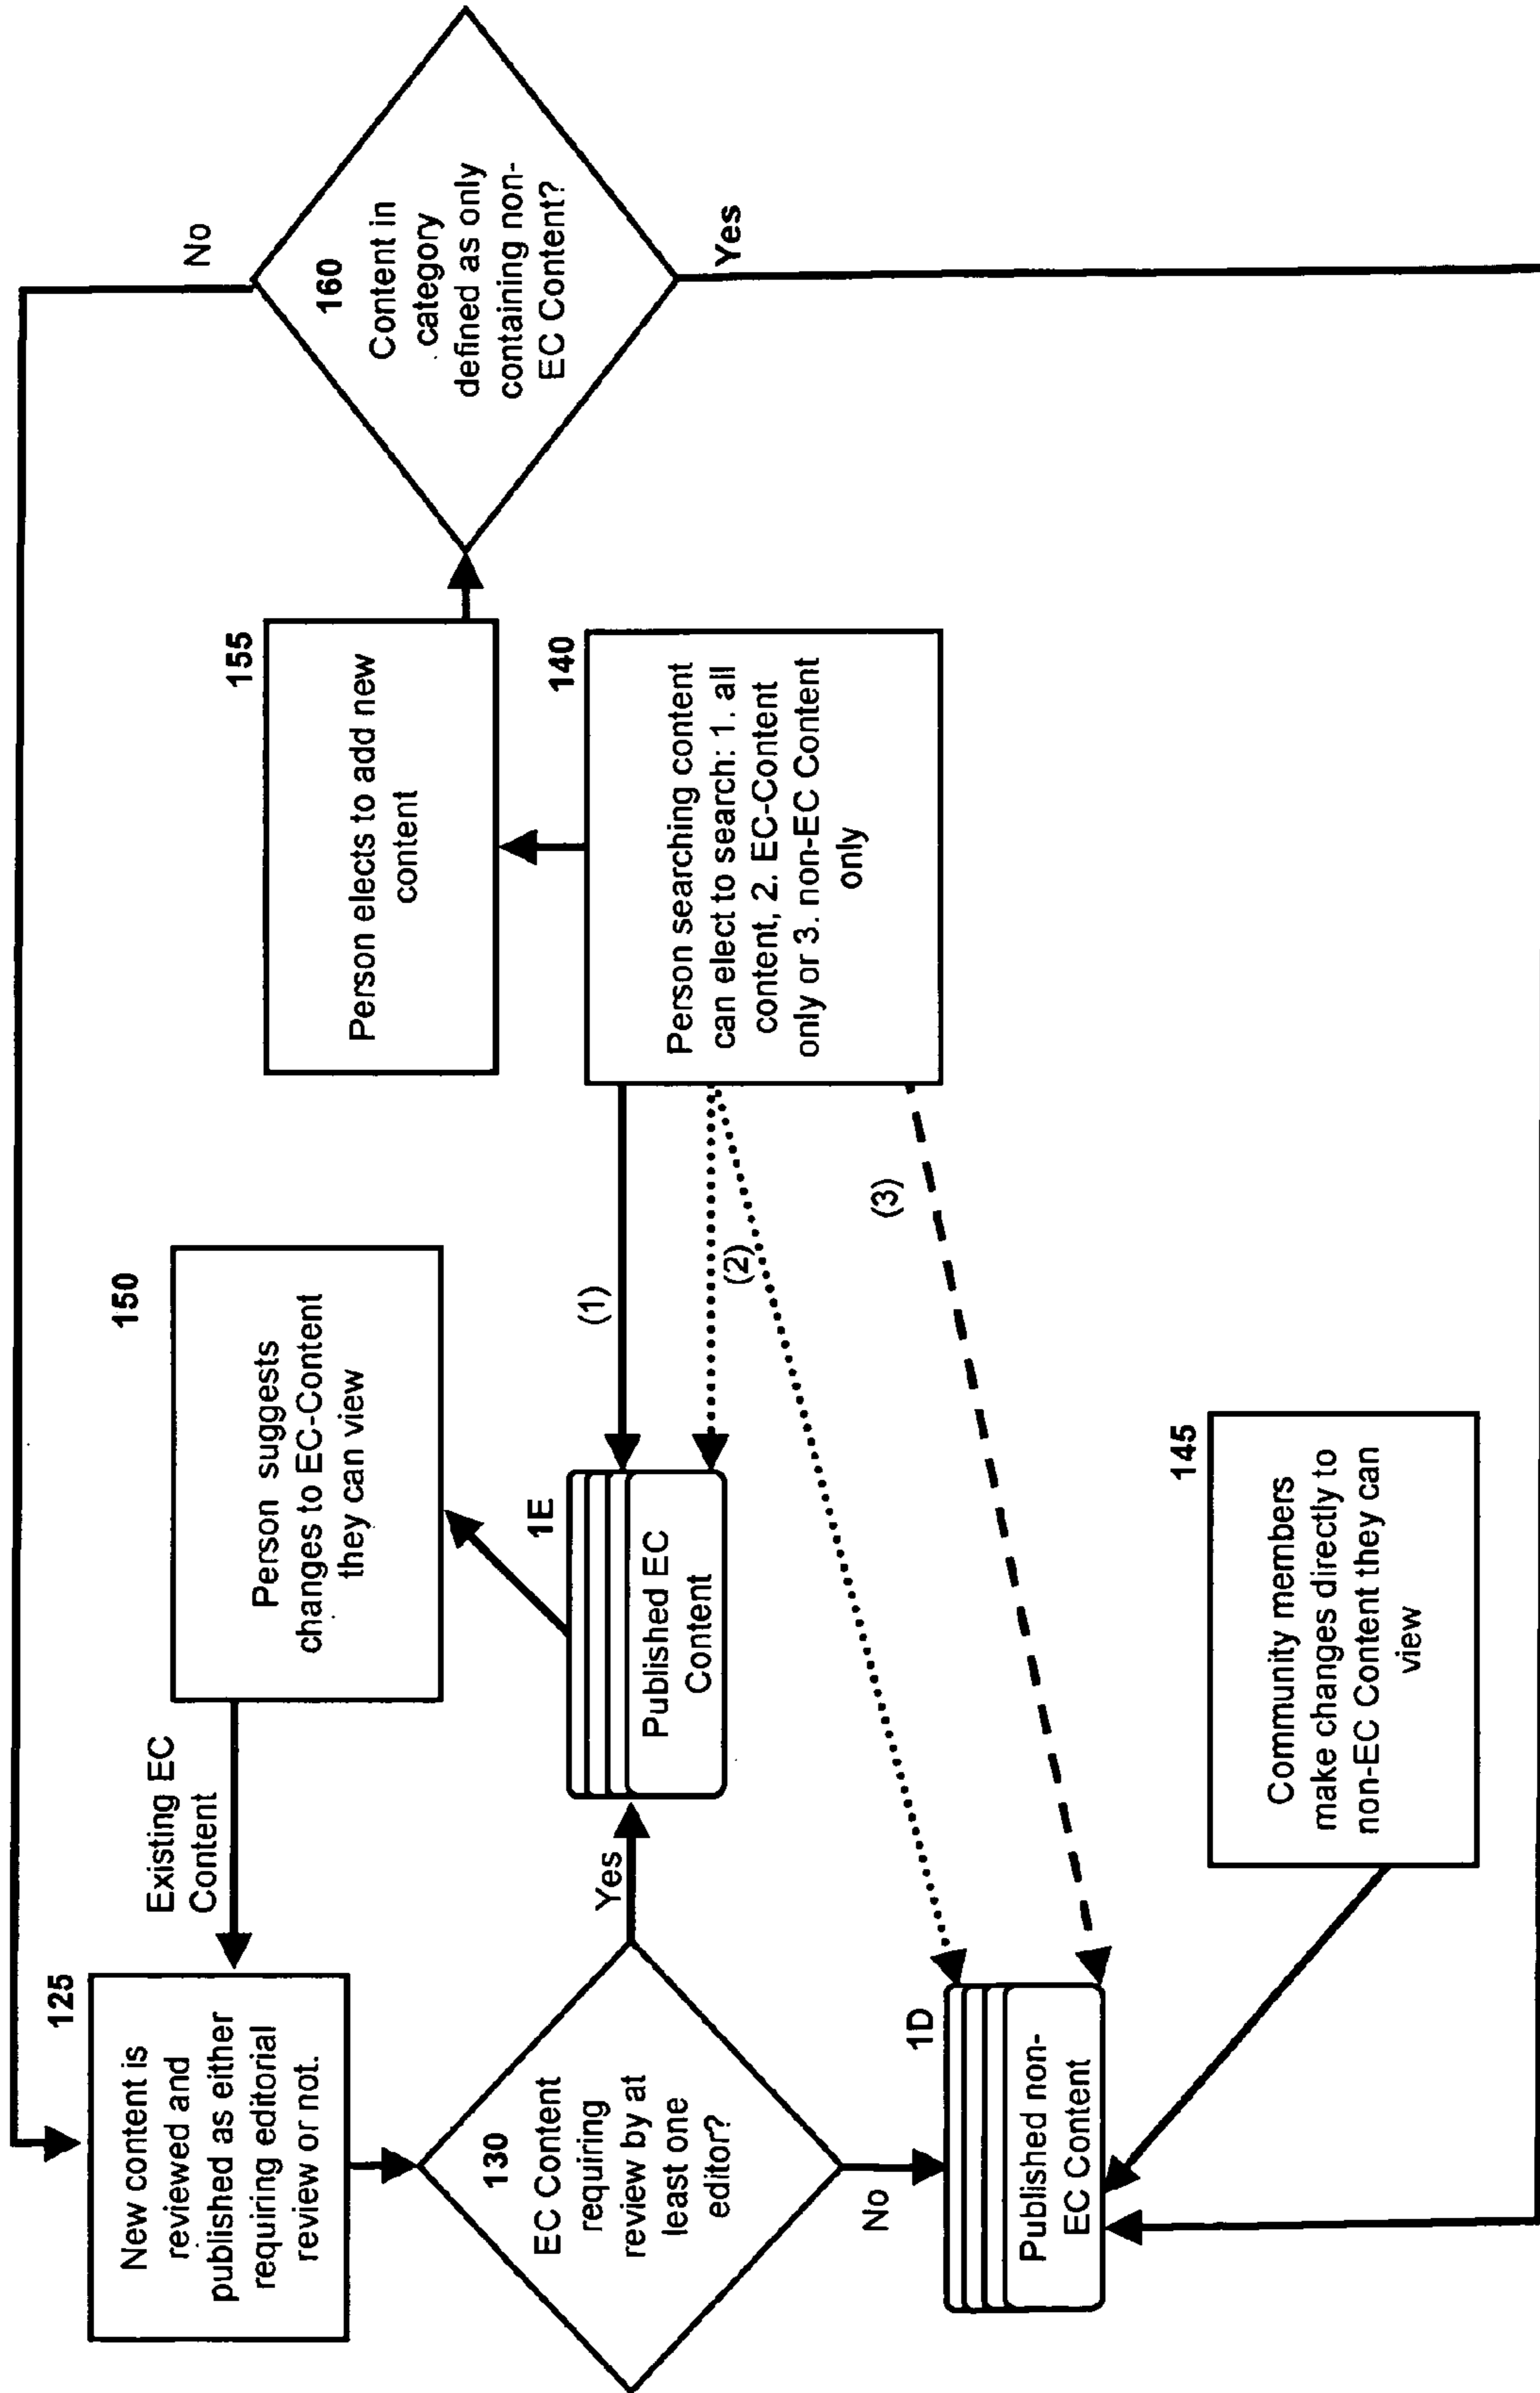 125
New content is
reviewed and
published as either
requiring editorial
review or not.
Existing EC
Content
150
Person suggests
changes to EC-Content
they can view
155
Person elects to add new
content
No
160
Content in
category
defined as only
containing non-
EC Content?
Yes
130
EC Content
requiring
review by at
least one
editor?
Yes
No
1E
Published EC
Content
(1)
(2)
(3)
140
Person searching content
can elect to search: 1. all
content, 2. EC-Content
only or 3. non-EC Content
only
1D
Published non-
EC Content
145
Community members
make changes directly to
non-EC Content they can
view